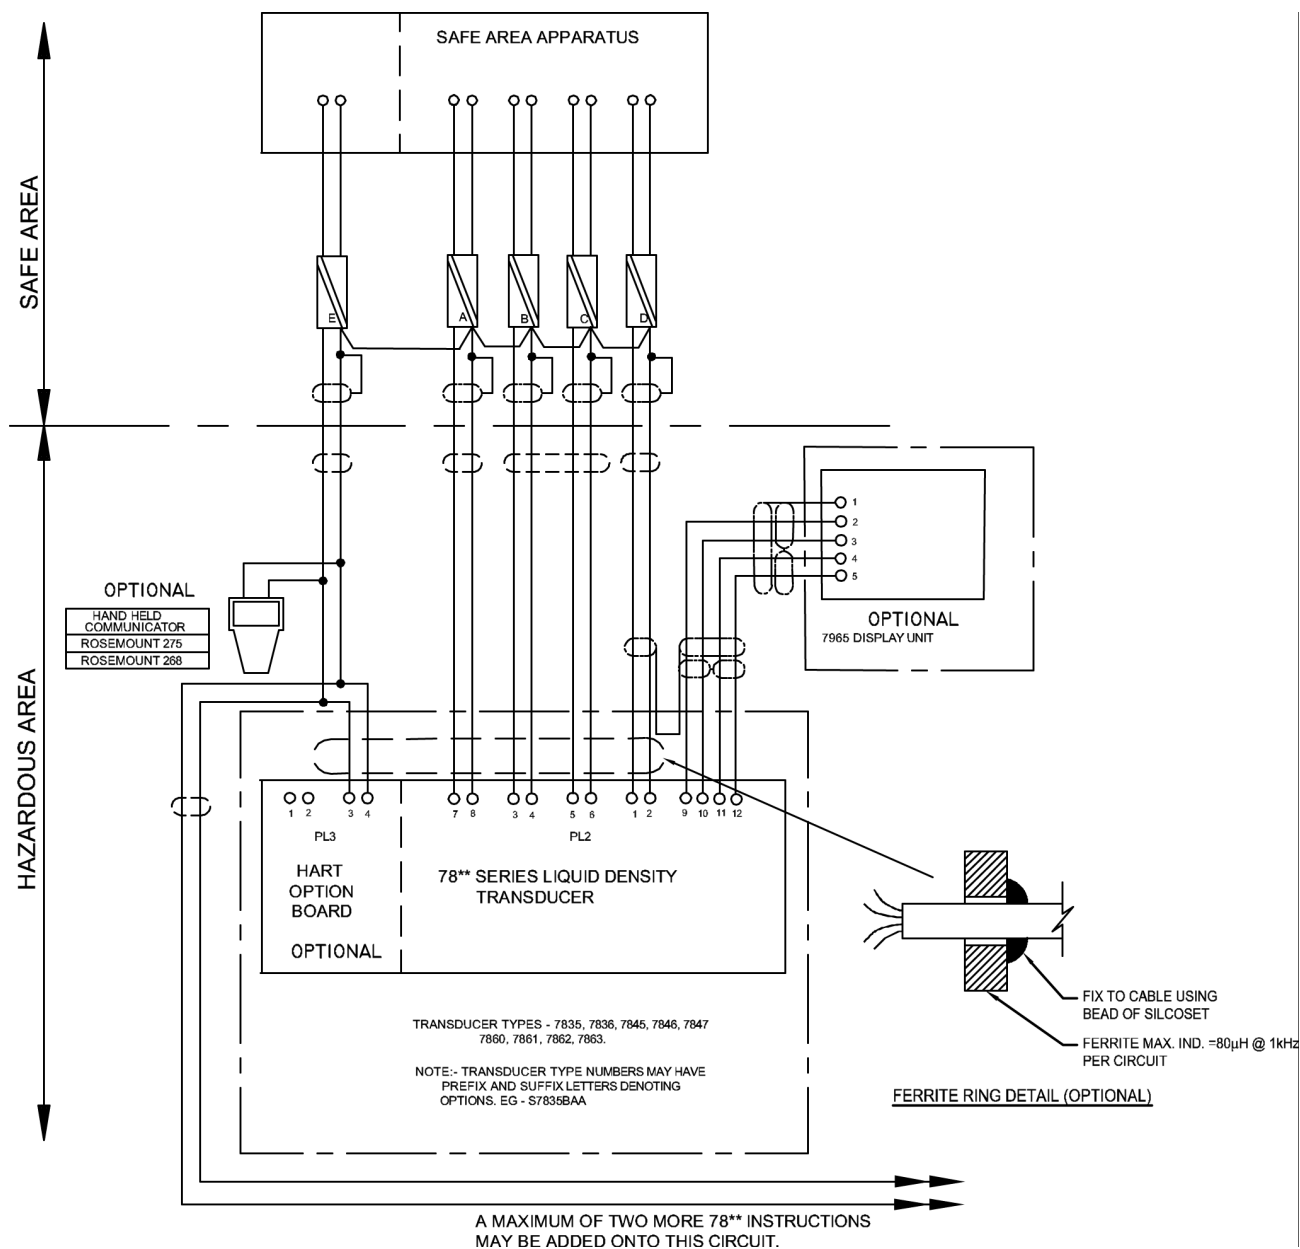 SAFE AREA APPARATUS
SAFE AREA
E
A
B
C
D
1
2
3
4
5
OPTIONAL
7965 DISPLAY UNIT
OPTIONAL
HAND HELD
COMMUNICATOR
ROSEMOUNT 275
ROSEMOUNT 268
HAZARDOUS AREA
1 2 3 4 7 8 3 4 5 6 1 2 9 10 11 12
PL3 PL2
HART
OPTION
BOARD
OPTIONAL
78** SERIES LIQUID DENSITY
TRANSDUCER
TRANSDUCER TYPES - 7835, 7836, 7845, 7846, 7847
7860, 7861, 7862, 7863.
NOTE:- TRANSDUCER TYPE NUMBERS MAY HAVE
PREFIX AND SUFFIX LETTERS DENOTING
OPTIONS. EG - S7835BAA
FIX TO CABLE USING
BEAD OF SILCOSET
FERRITE MAX. IND. =80µH @ 1kHz
PER CIRCUIT
FERRITE RING DETAIL (OPTIONAL)
A MAXIMUM OF TWO MORE 78** INSTRUCTIONS
MAY BE ADDED ONTO THIS CIRCUIT.